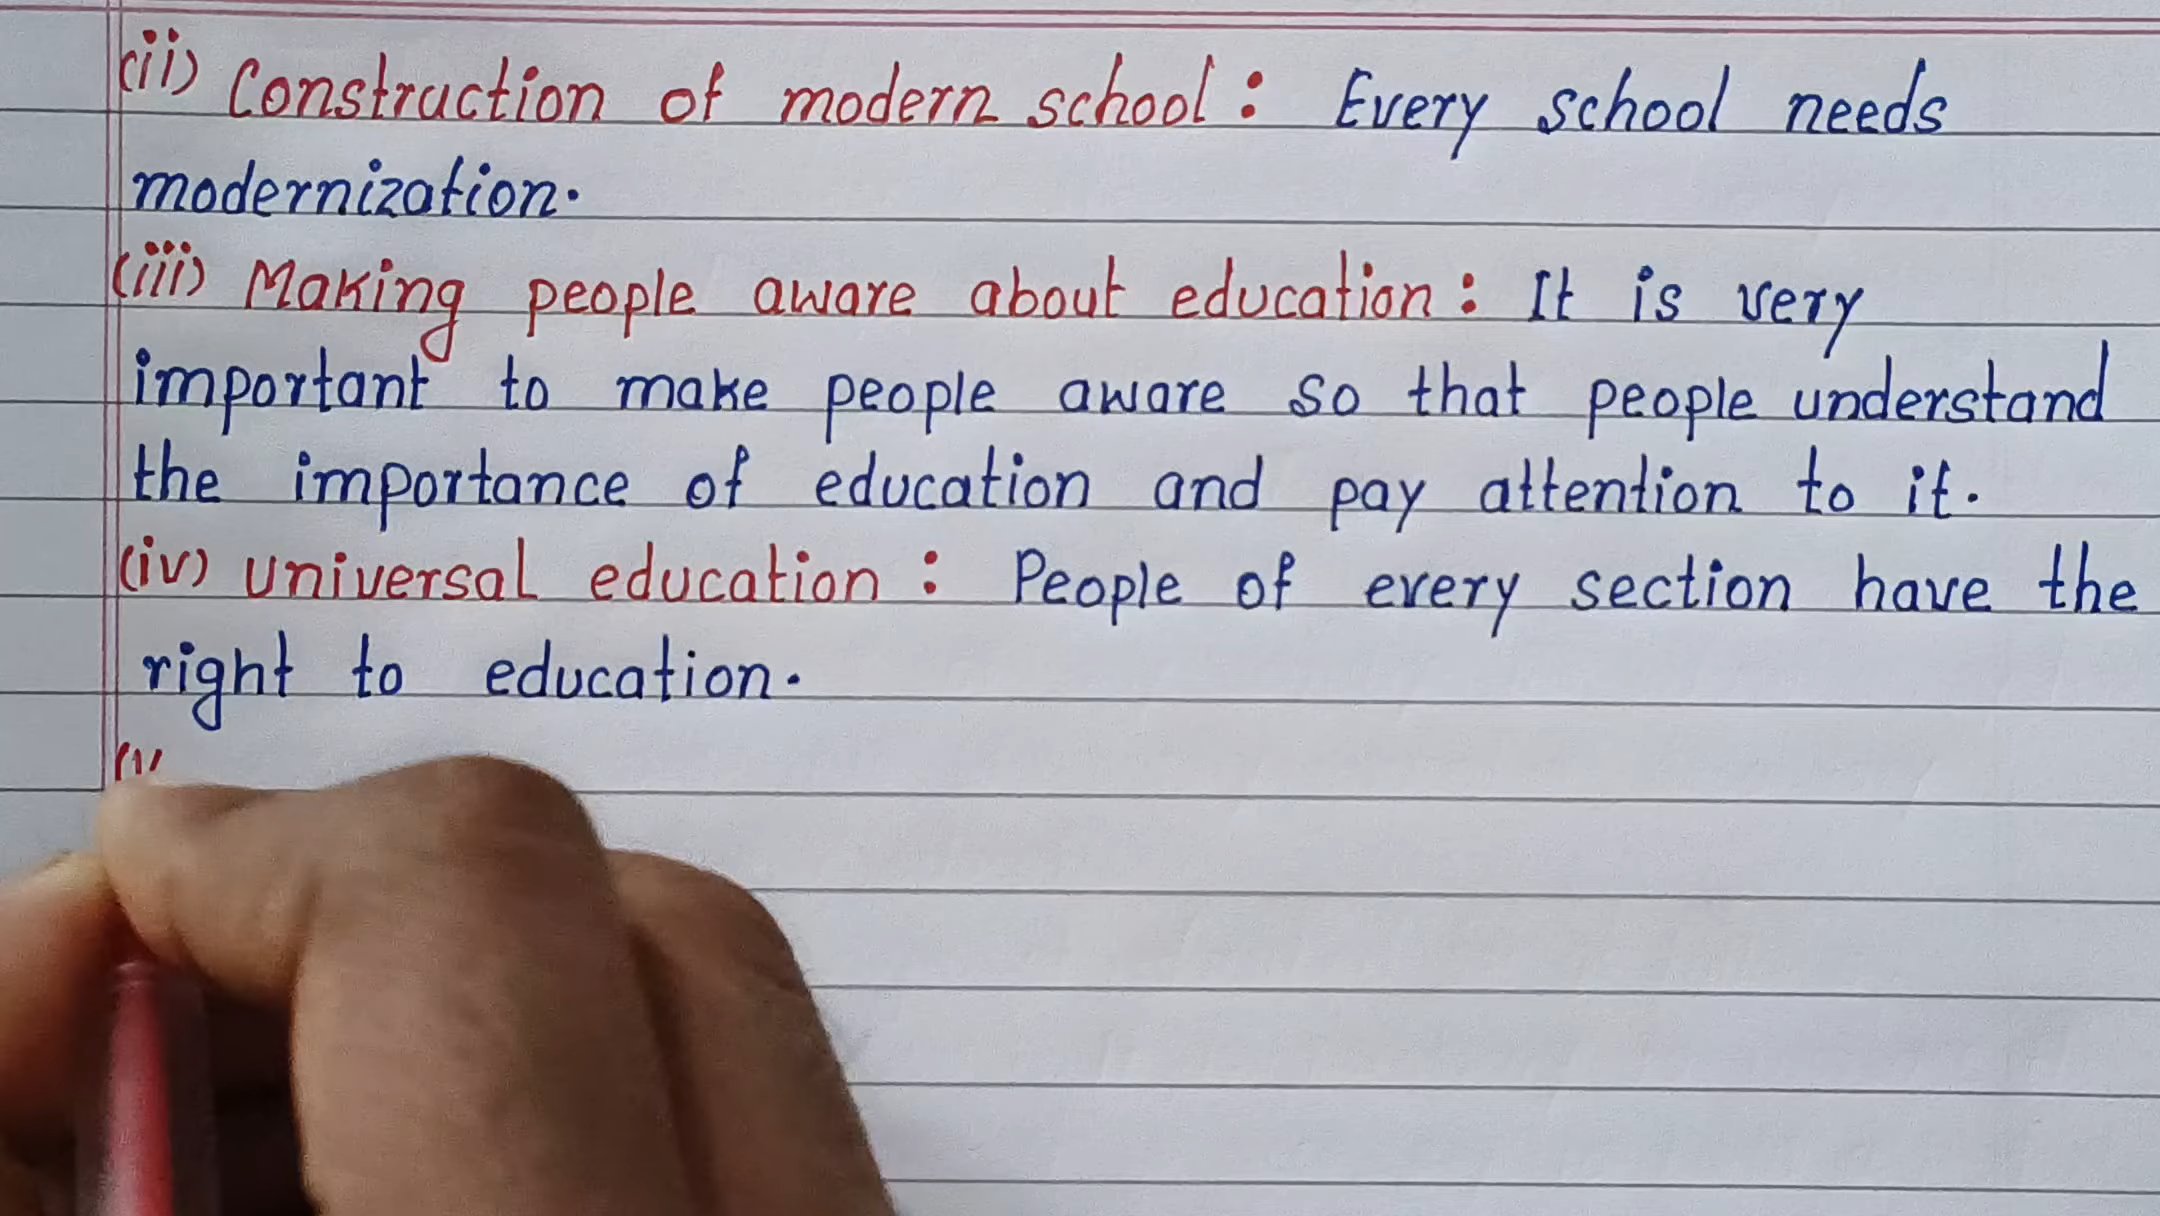 (ii) Construction of modern school: Every school needs
modernization.
(iii) Making people aware about education: It is very
important to make people aware so that people understand
the importance of education and pay attention to it.
(iv) Universal education: People of every section have the
right to education.
(v